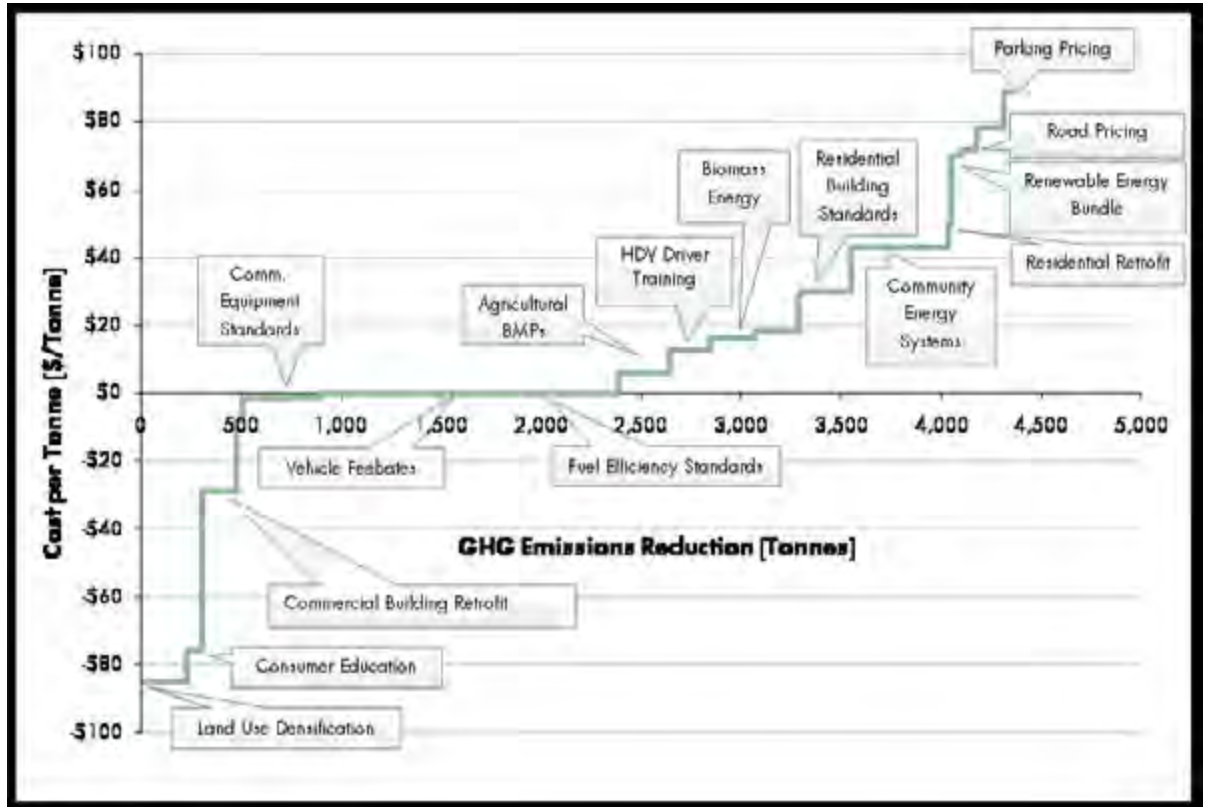 $100
$80
$60
$40
$20
$0
-$20
-$40
-$60
-$80
-$100
Cost per Tonne [$/Tonne]
0
500
1,000
1,500
2,000
2,500
3,000
3,500
4,000
4,500
5,000
GHG Emissions Reduction [Tonnes]
Parking Pricing
Road Pricing
Renewable Energy
Bundle
Residential Retrofit
Residential
Building
Standards
Biomass
Energy
HDV Driver
Training
Community
Energy
Systems
Agricultural
BMPs
Comm.
Equipment
Standards
Vehicle Feebates
Fuel Efficiency Standards
Commercial Building Retrofit
Consumer Education
Land Use Densification